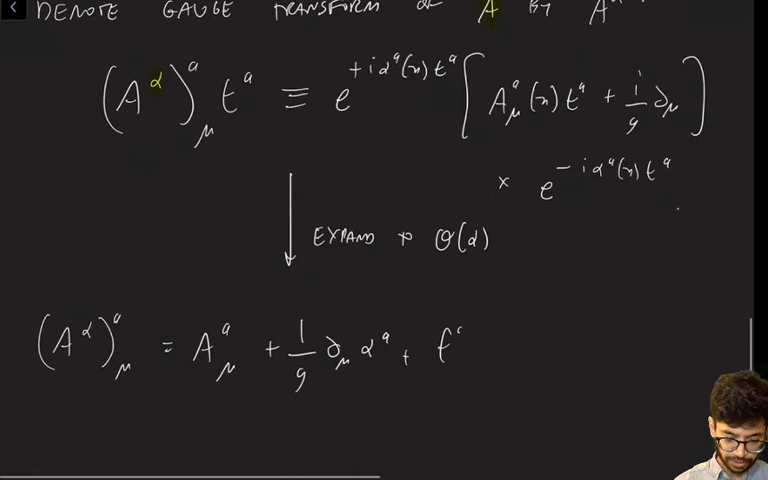 DENOTE GAUGE TRANSFORM OF A BY
(A^α)^a_μ t^a ≡ e^{+iα^a(x)t^a} [ A^a_μ(x) t^a + i/g ∂_μ ]
× e^{-iα^a(x)t^a}
EXPAND to O(α)
(A^α)^a_μ = A^a_μ + 1/g ∂_μ α^a + f